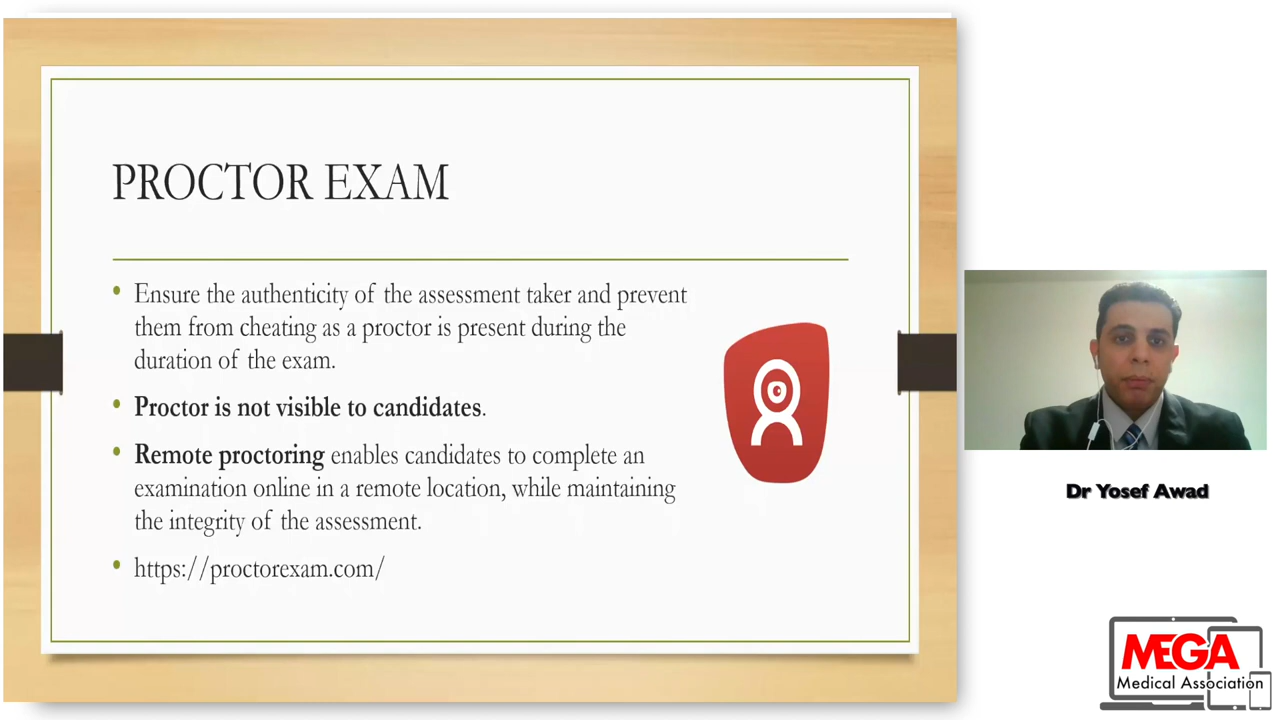 PROCTOR EXAM
• Ensure the authenticity of the assessment taker and prevent
them from cheating as a proctor is present during the
duration of the exam.
• Proctor is not visible to candidates.
• Remote proctoring enables candidates to complete an
examination online in a remote location, while maintaining
the integrity of the assessment.
• https://proctorexam.com/
Dr Yosef Awad
MEGA
Medical Association